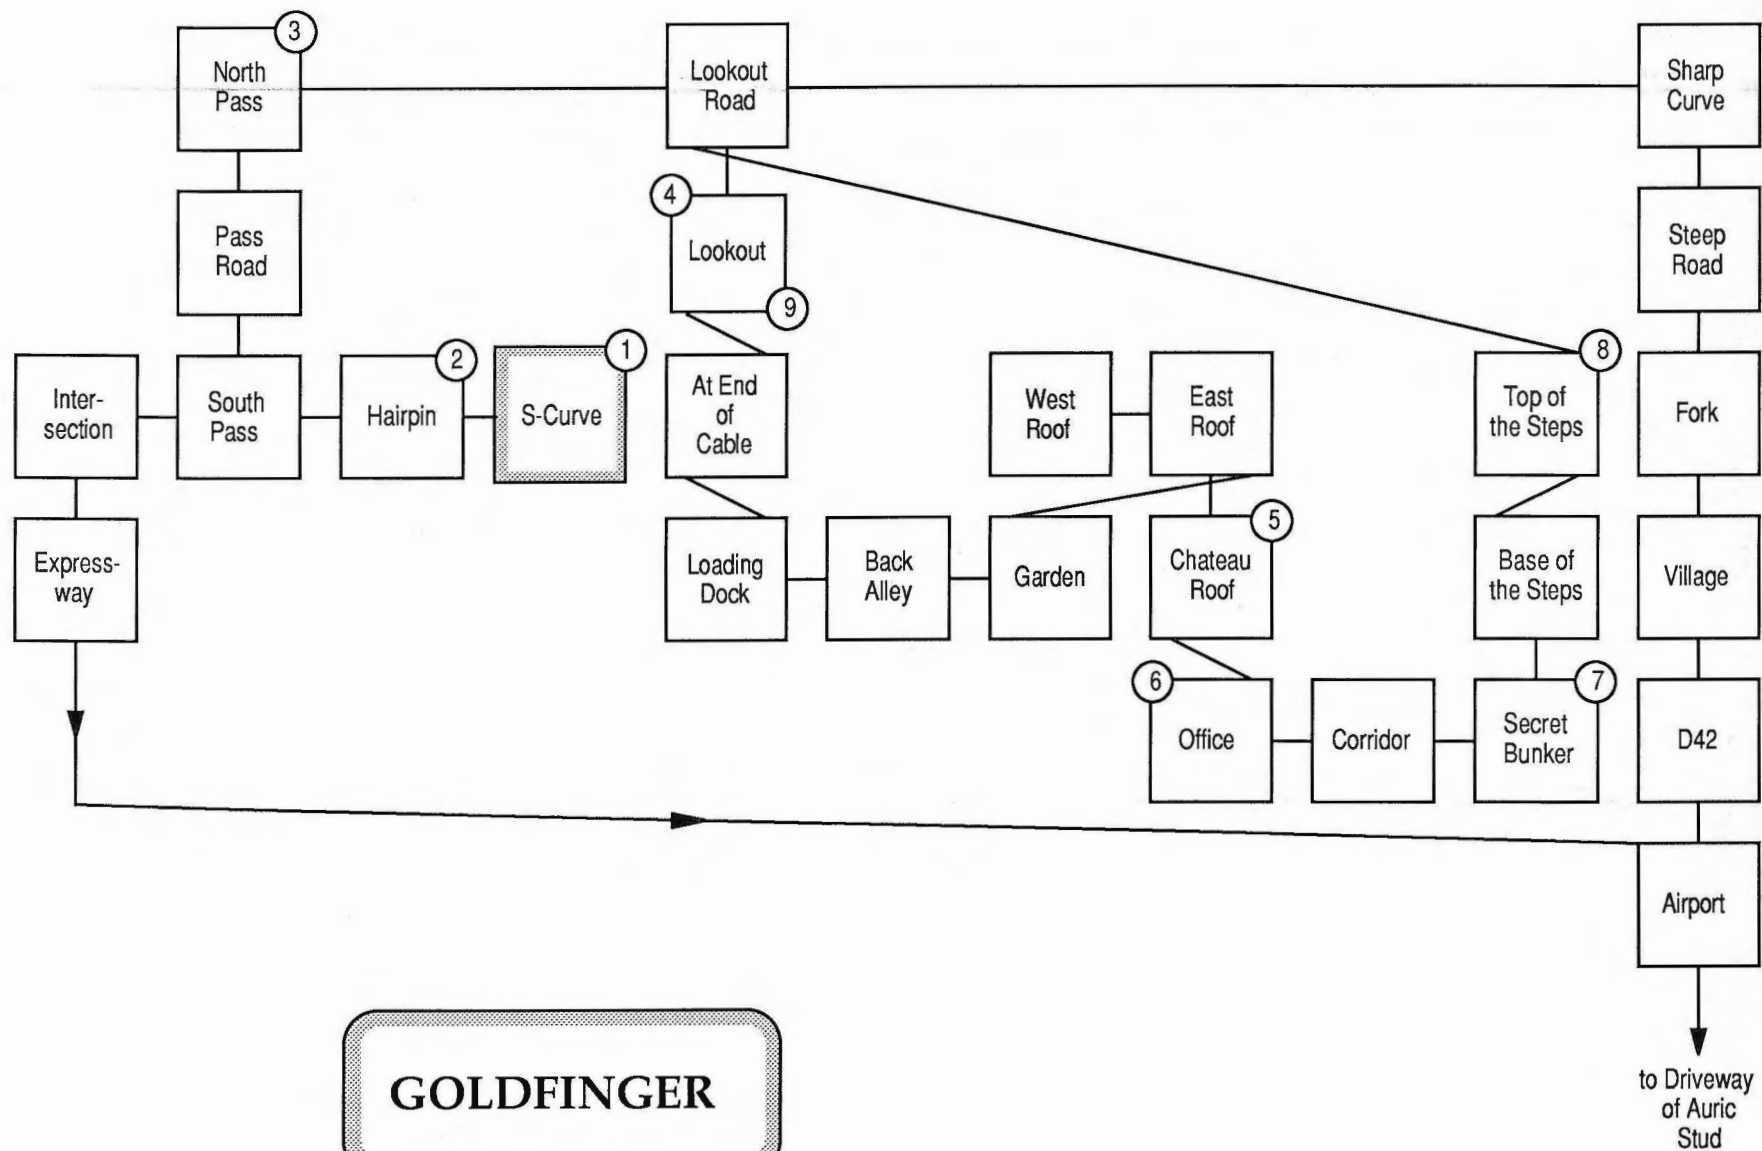 3
North
Pass
Lookout
Road
Sharp
Curve
Pass
Road
4
Lookout
9
Steep
Road
Inter-
section
South
Pass
2
Hairpin
1
S-Curve
At End
of
Cable
West
Roof
East
Roof
8
Top of
the Steps
Fork
Express-
way
Loading
Dock
Back
Alley
Garden
5
Chateau
Roof
Base of
the Steps
Village
6
Office
Corridor
7
Secret
Bunker
D42
Airport
to Driveway
of Auric
Stud
GOLDFINGER